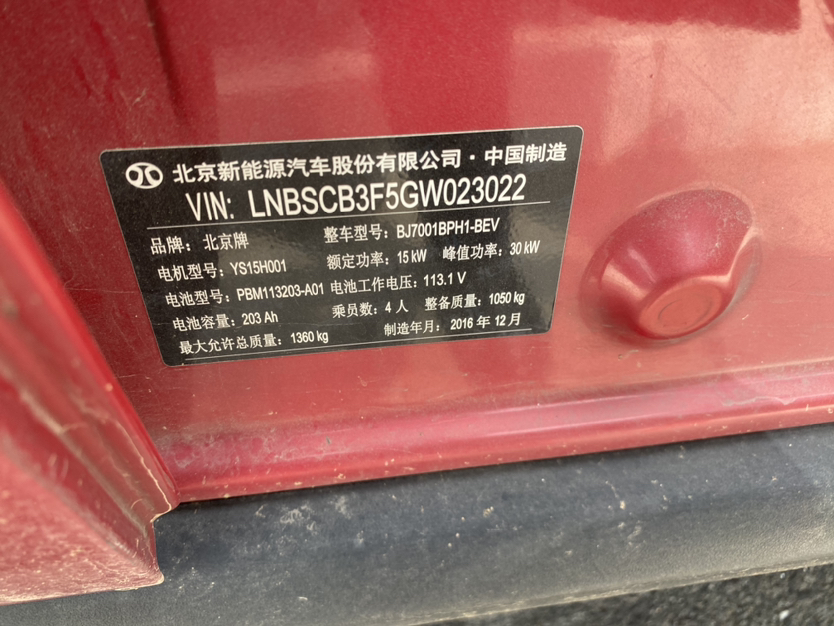 北京新能源汽车股份有限公司·中国制造
VIN: LNBSCB3F5GW023022
品牌: 北京牌 整车型号: BJ7001BPH1-BEV
电机型号: YS15H001 额定功率: 15 kW 峰值功率: 30 kW
电池型号: PBM113203-A01 电池工作电压: 113.1 V
电池容量: 203 Ah 乘员数: 4 人 整备质量: 1050 kg
最大允许总质量: 1360 kg 制造年月: 2016 年 12 月